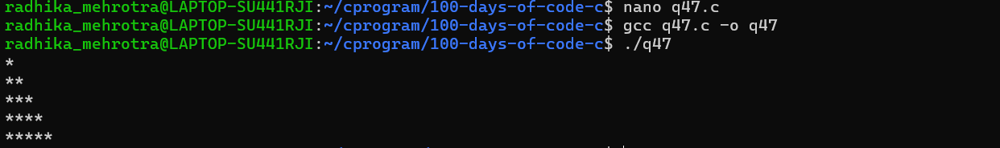 radhika_mehrotra@LAPTOP-SU441RJI:~/cprogram/100-days-of-code-c$ nano q47.c
radhika_mehrotra@LAPTOP-SU441RJI:~/cprogram/100-days-of-code-c$ gcc q47.c -o q47
radhika_mehrotra@LAPTOP-SU441RJI:~/cprogram/100-days-of-code-c$ ./q47
*
**
***
****
*****